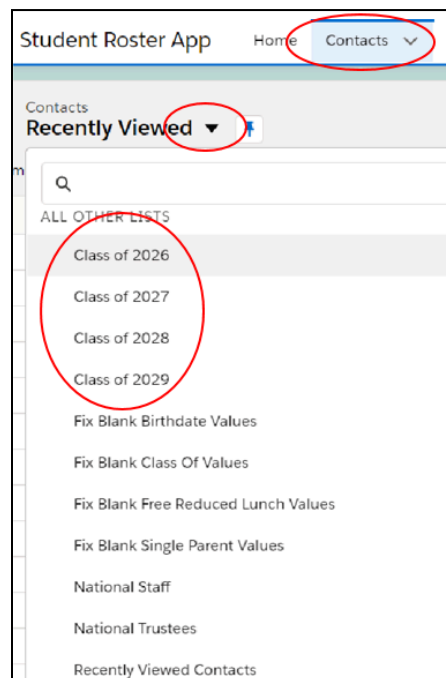 Student Roster App Home Contacts
Contacts
Recently Viewed
m
ALL OTHER LISTS
Class of 2026
Class of 2027
Class of 2028
Class of 2029
Fix Blank Birthdate Values
Fix Blank Class Of Values
Fix Blank Free Reduced Lunch Values
Fix Blank Single Parent Values
National Staff
National Trustees
Recently Viewed Contacts